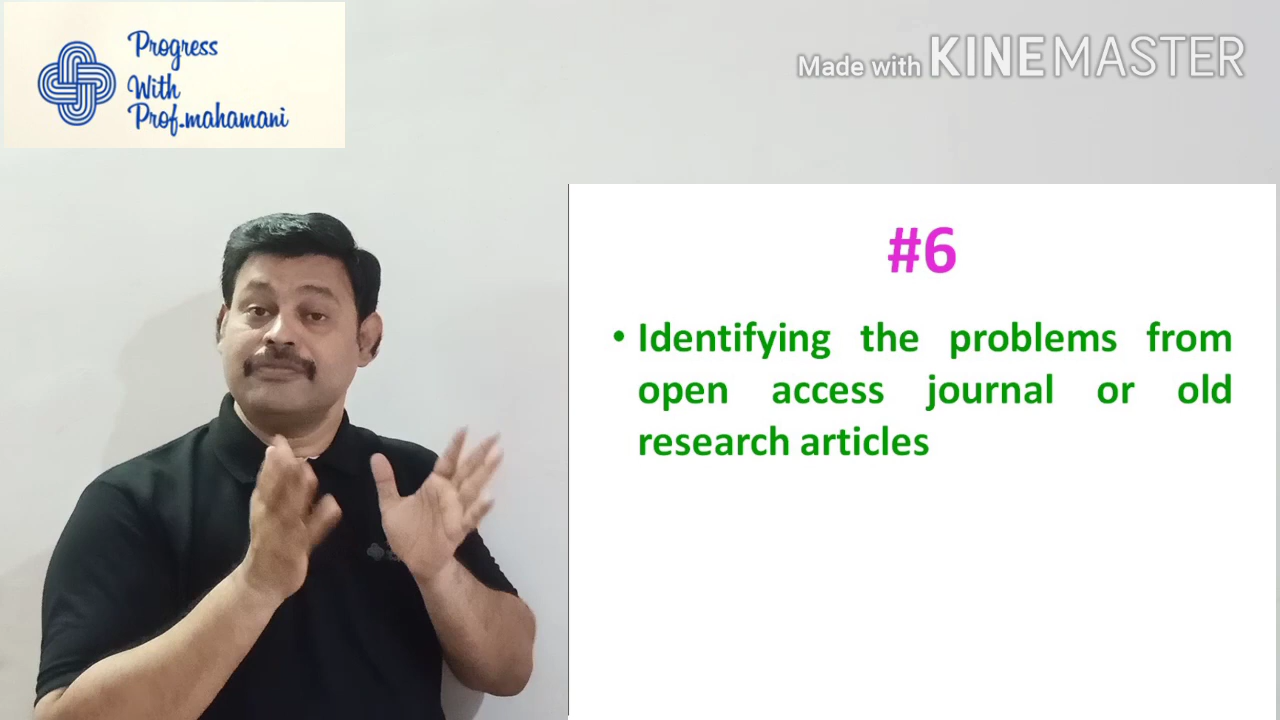 Progress
With
Prof.mahamani
Made with KINEMASTER
#6
• Identifying the problems from
open access journal or old
research articles